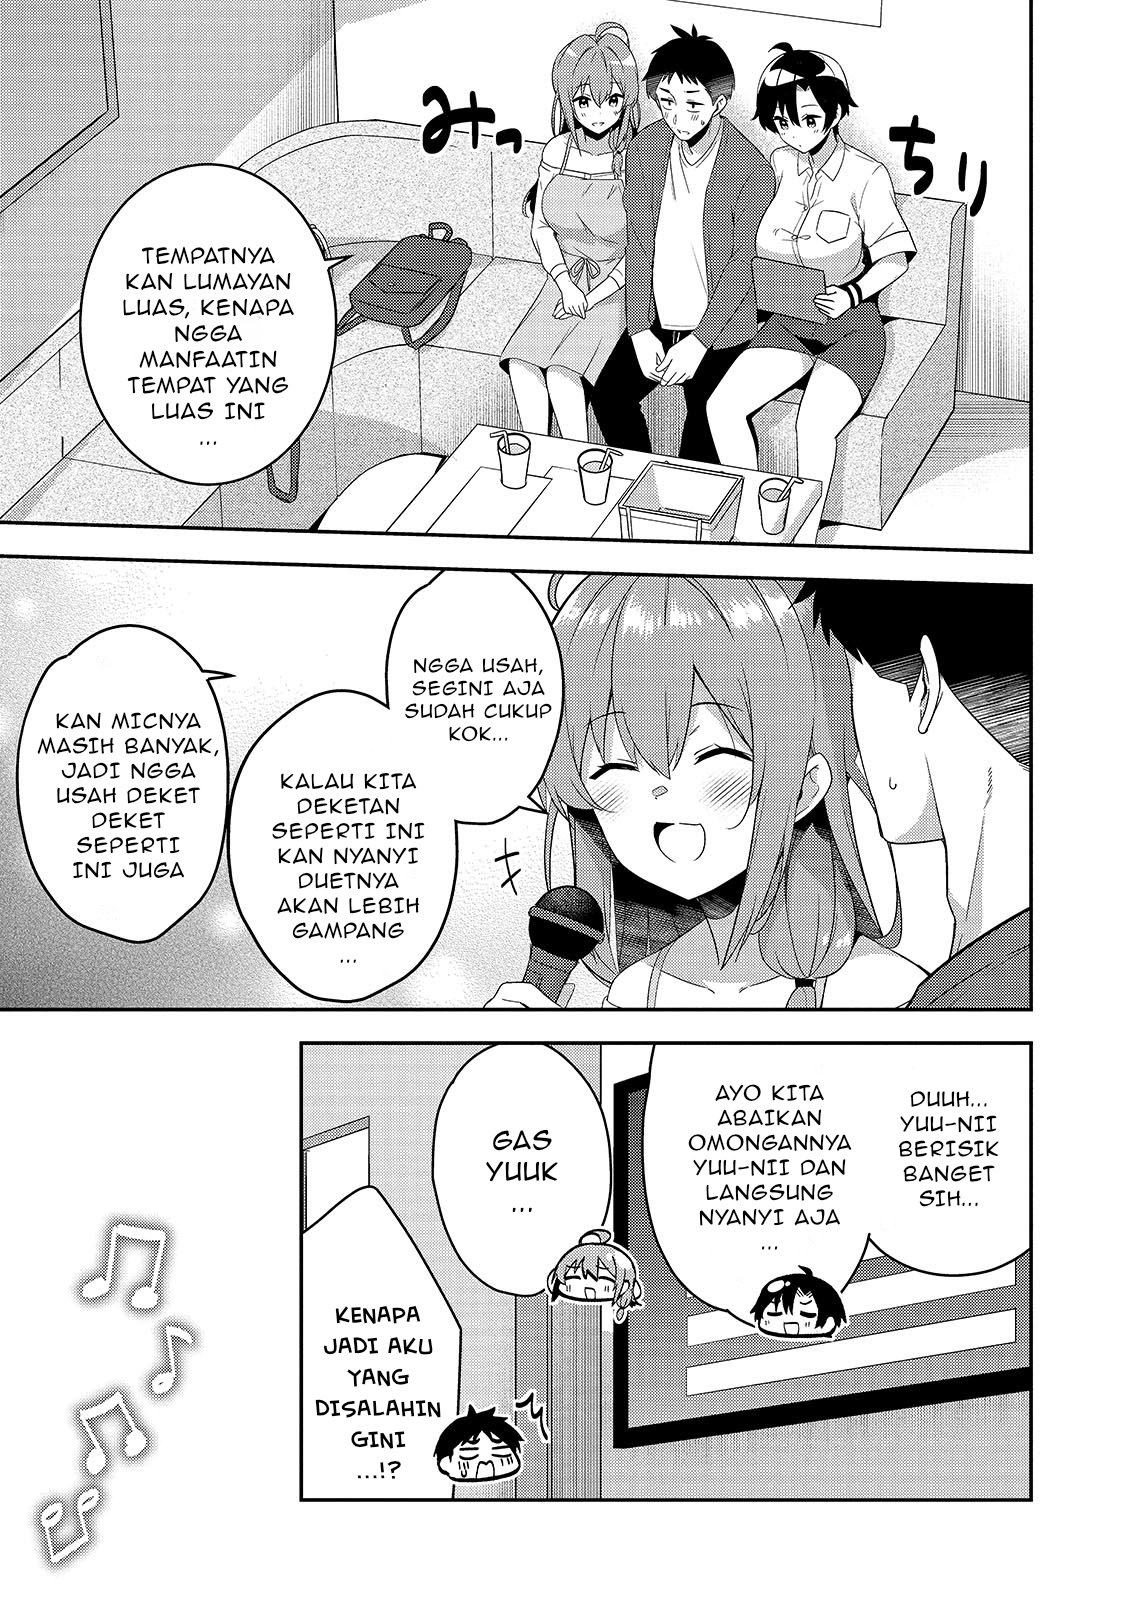 みっ
ちり
TEMPATNYA
KAN LUMAYAN
LUAS, KENAPA
NGGA
MANFAATIN
TEMPAT YANG
LUAS INI
...
NGGA USAH,
SEGINI AJA
SUDAH CUKUP
KOK...
KALAU KITA
DEKETAN
SEPERTI INI
KAN NYANYI
DUETNYA
AKAN LEBIH
GAMPANG
...
KAN MICNYA
MASIH BANYAK,
JADI NGGA
USAH DEKET
DEKET
SEPERTI
INI JUGA
DUUH...
YUU-NII
BERISIK
BANGET
SIH...
AYO KITA
ABAIKAN
OMONGANNYA
YUU-NII DAN
LANGSUNG
NYANYI AJA
...
GAS
YUUK
...
KENAPA
JADI AKU
YANG
DISALAHIN
GINI
...!?